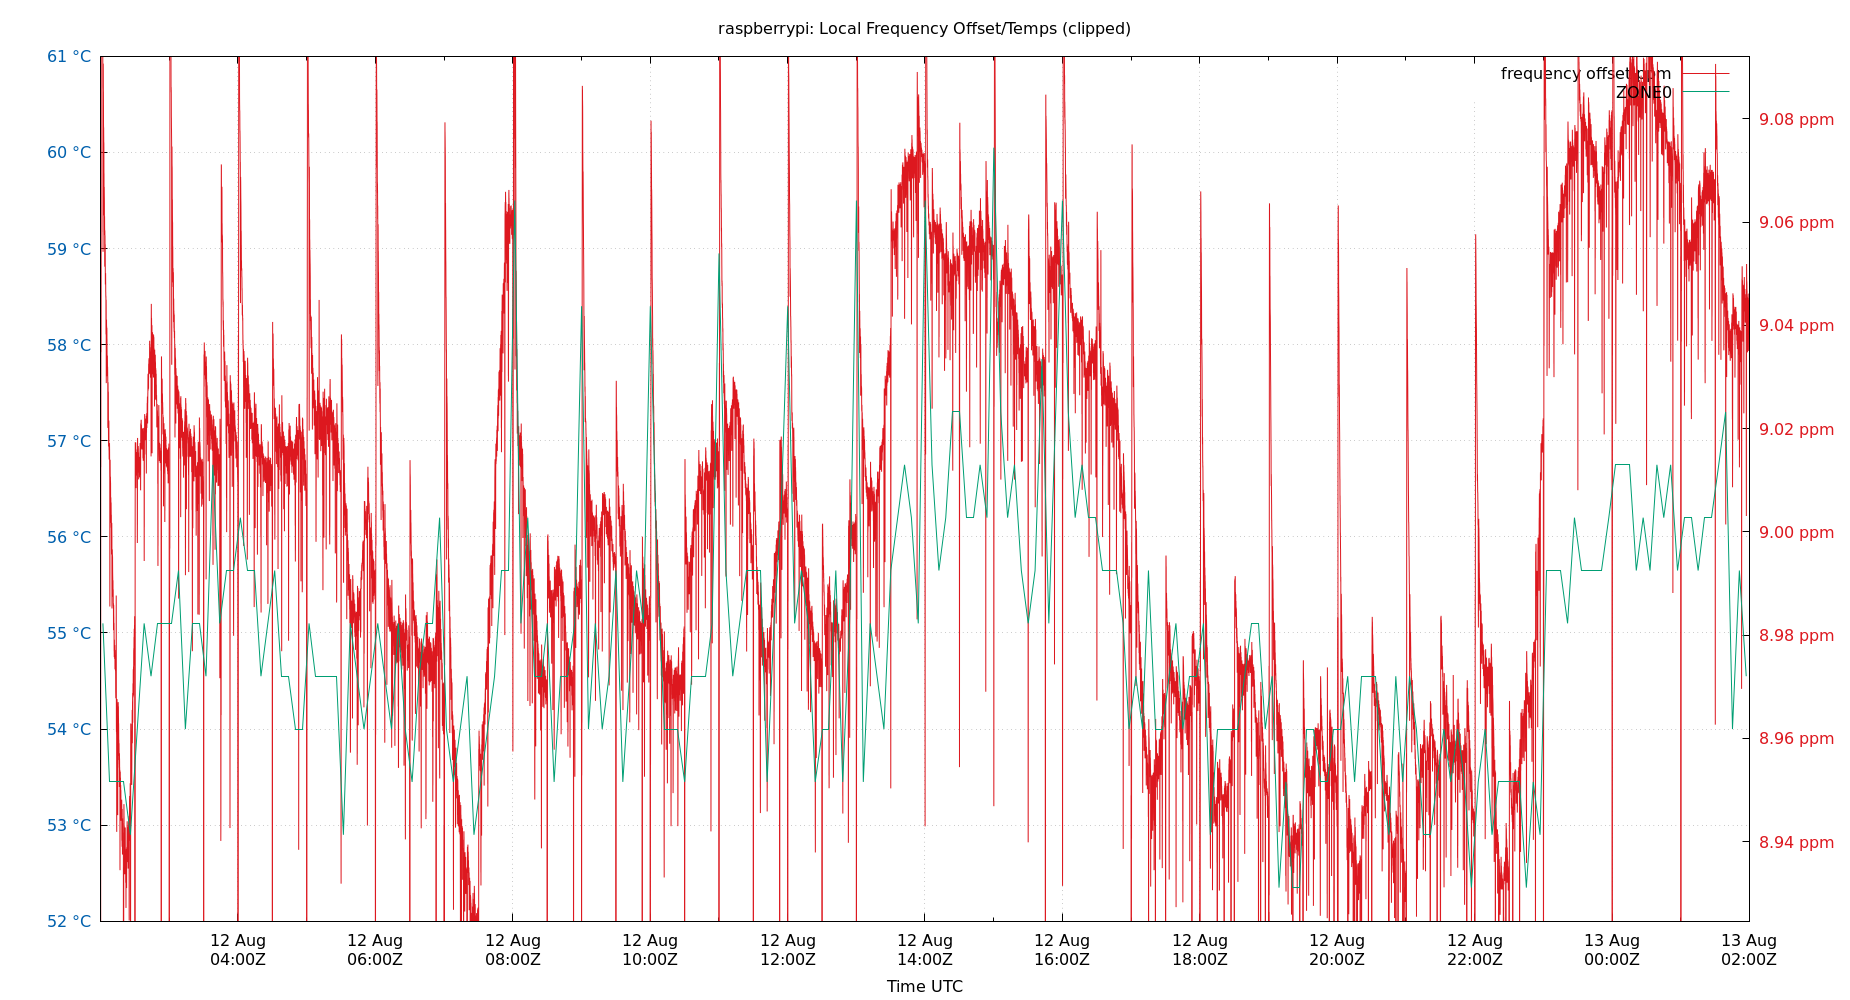 raspberrypi: Local Frequency Offset/Temps (clipped)
frequency offset ppm
ZONE0
61 °C
60 °C
59 °C
58 °C
57 °C
56 °C
55 °C
54 °C
53 °C
52 °C
9.08 ppm
9.06 ppm
9.04 ppm
9.02 ppm
9.00 ppm
8.98 ppm
8.96 ppm
8.94 ppm
12 Aug 12 Aug 12 Aug 12 Aug 12 Aug 12 Aug 12 Aug 12 Aug 12 Aug 12 Aug 13 Aug 13 Aug
04:00Z 06:00Z 08:00Z 10:00Z 12:00Z 14:00Z 16:00Z 18:00Z 20:00Z 22:00Z 00:00Z 02:00Z
Time UTC